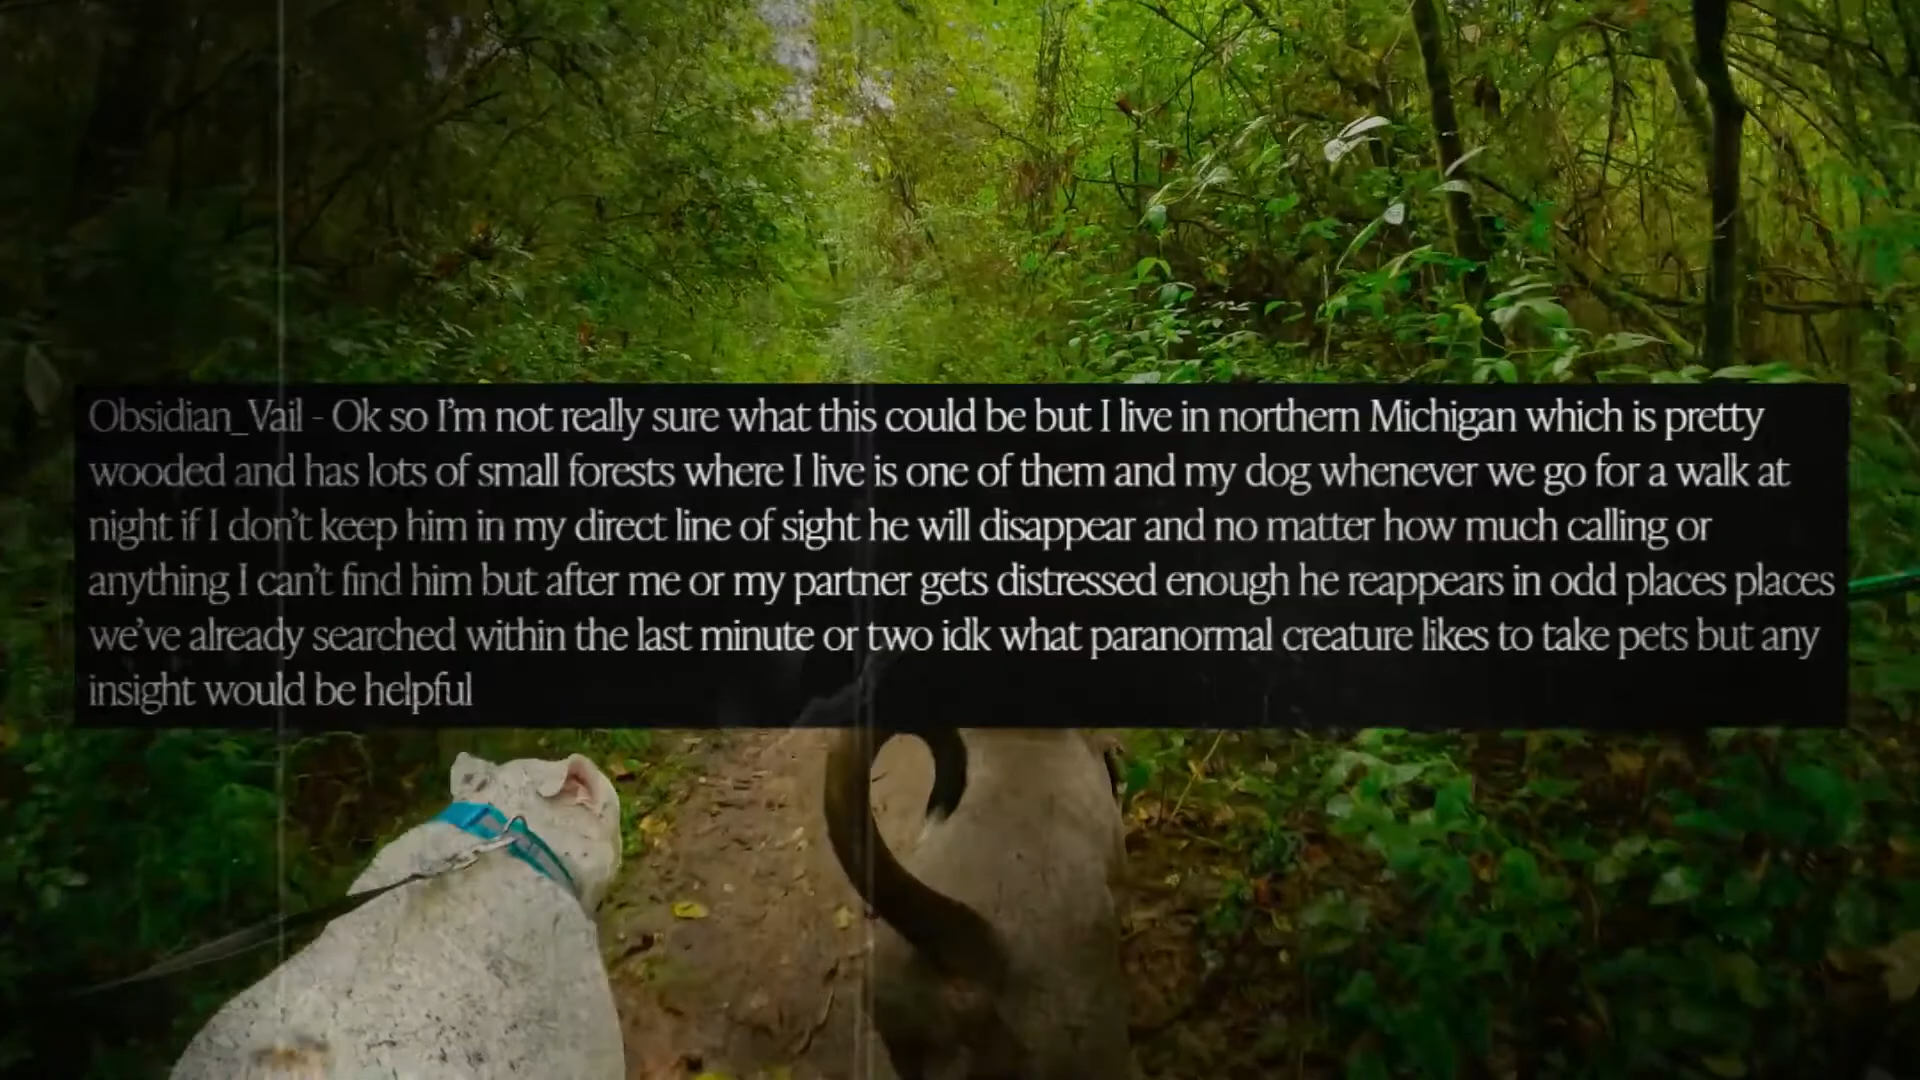 Obsidian_Vail - Ok so I'm not really sure what this could be but I live in northern Michigan which is pretty
wooded and has lots of small forests where I live is one of them and my dog whenever we go for a walk at
night if I don't keep him in my direct line of sight he will disappear and no matter how much calling or
anything I can't find him but after me or my partner gets distressed enough he reappears in odd places places
we've already searched within the last minute or two idk what paranormal creature likes to take pets but any
insight would be helpful